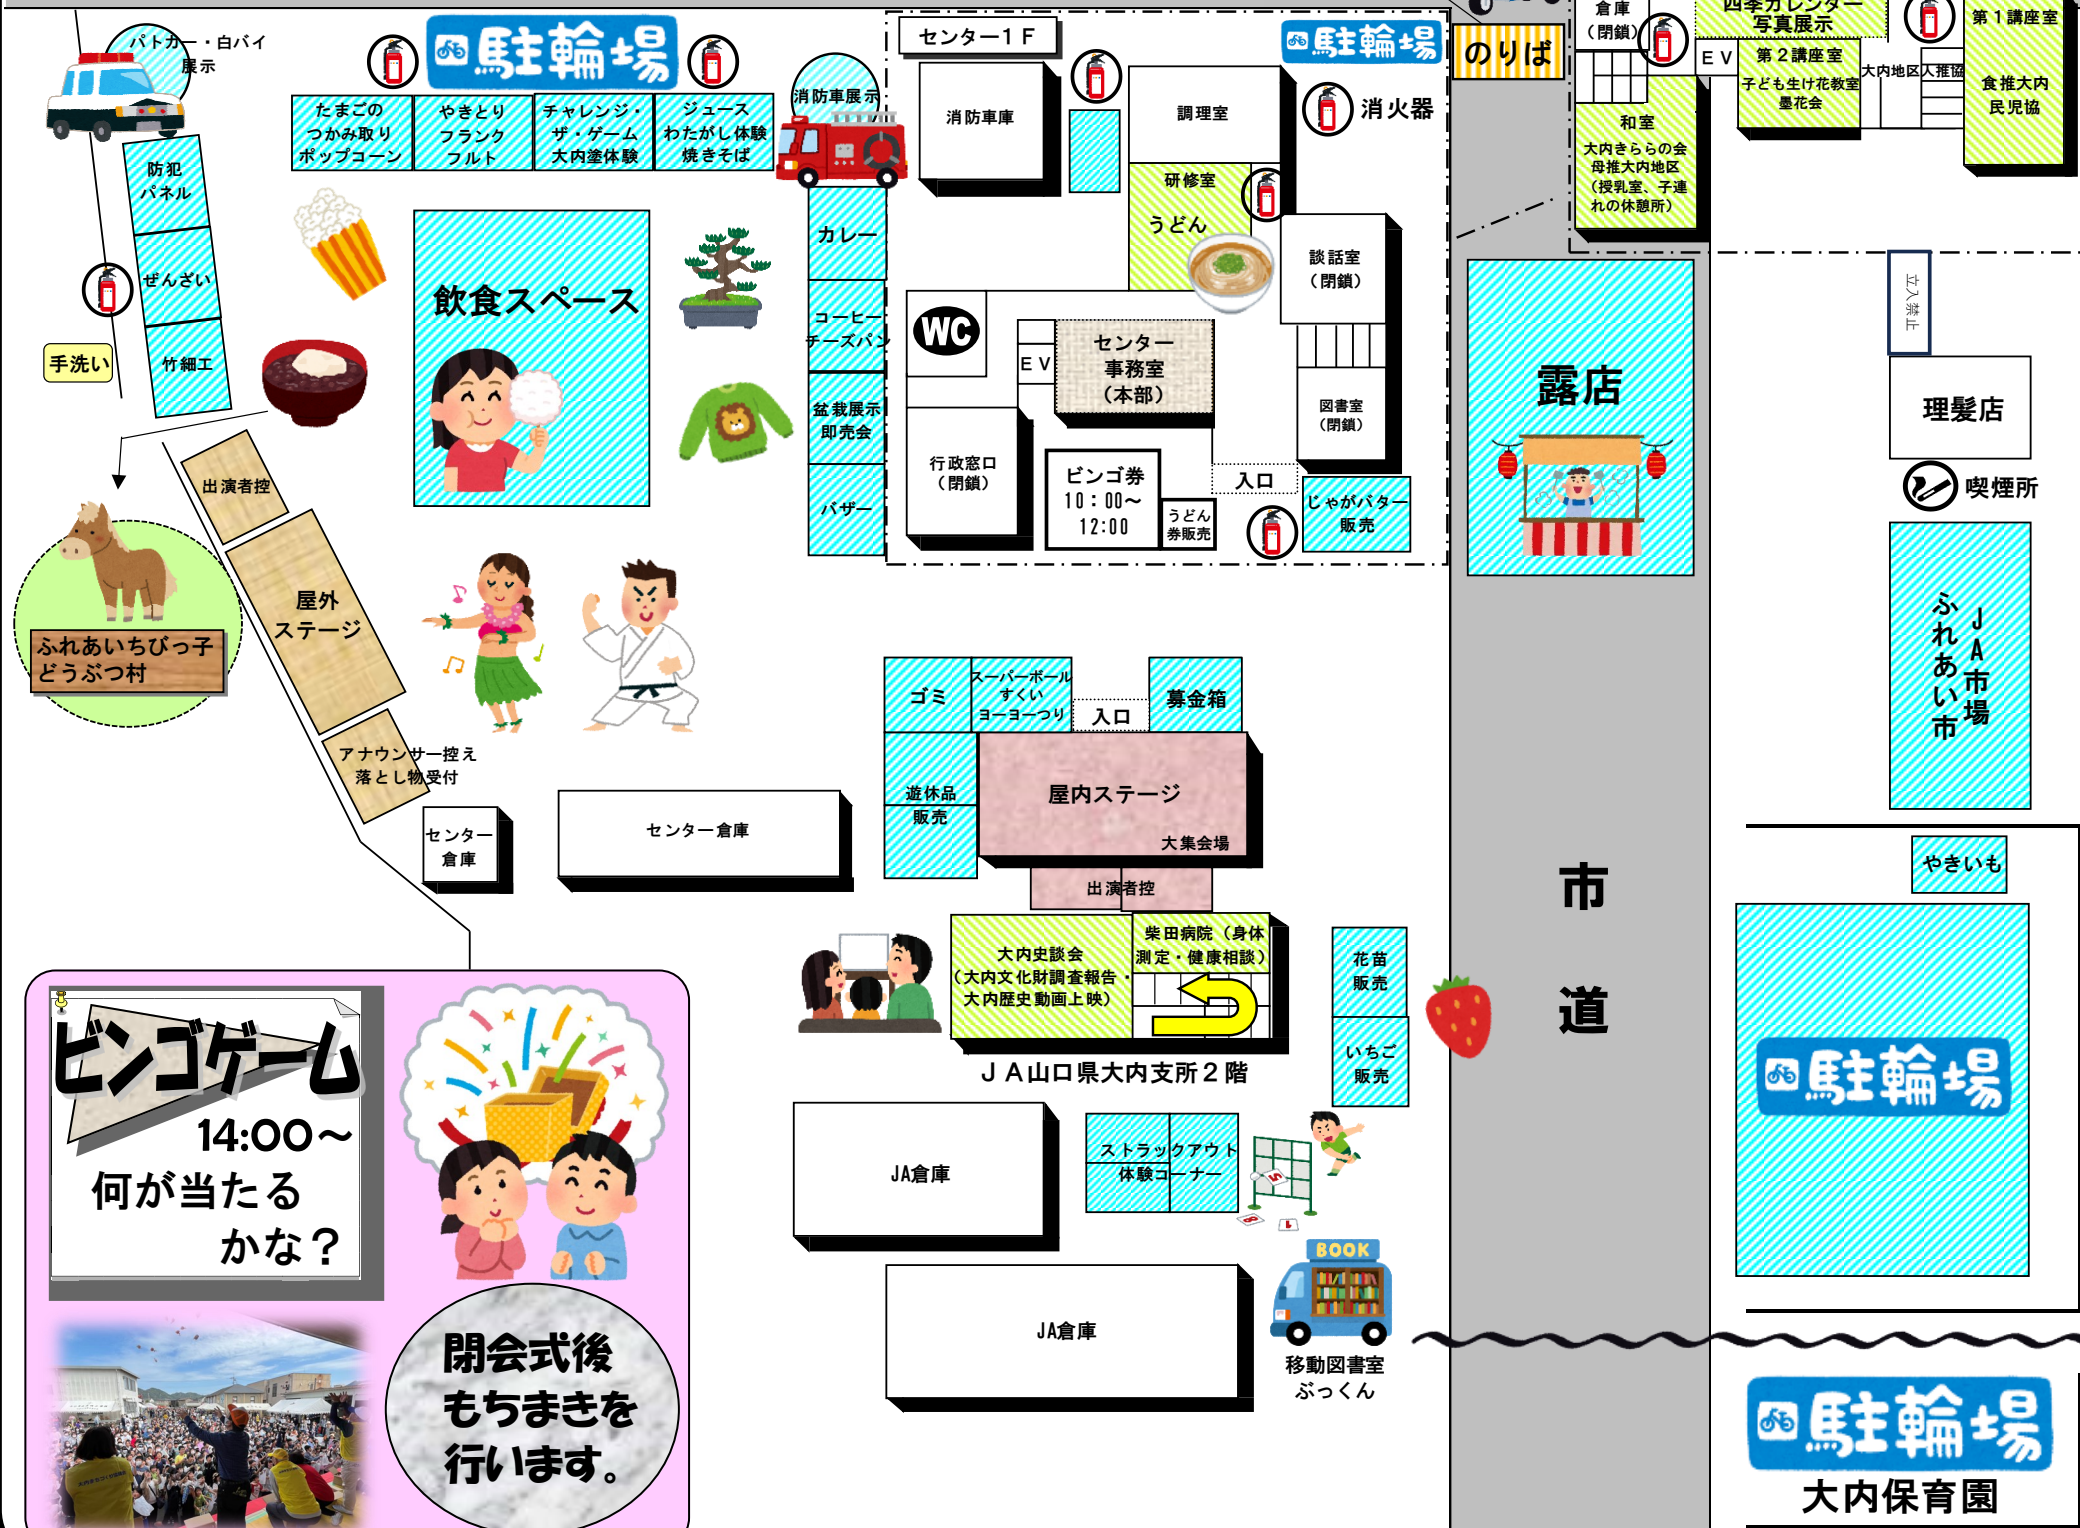 パトカー・白バイ
展示
駐輪場
たまごの
つかみ取り
ポップコーン
やきとり
フランク
フルト
チャレンジ・
ザ・ゲーム
大内塗体験
ジュース
わたがし体験
焼きそば
消防車展示
センター１Ｆ
消防車庫
調理室
駐輪場
消火器
研修室
うどん
談話室
（閉鎖）
のりば
倉庫
（閉鎖）
四季カレンダー
写真展示
ＥＶ
第２講座室
子ども生け花教室
墨花会
大内地区
人推協
第１講座室
食推大内
民児協
和室
大内きららの会
母推大内地区
（授乳室、子連
れの休憩所）
防犯
パネル
ぜんざい
竹細工
手洗い
飲食スペース
カレー
コーヒー
チーズパン
盆栽展示
即売会
バザー
WC
ＥＶ
センター
事務室
（本部）
図書室
（閉鎖）
行政窓口
（閉鎖）
ビンゴ券
10：00～
12:00
うどん
券販売
入口
じゃがバター
販売
露店
立入禁止
理髪店
喫煙所
ＪＡ市場
ふれあい市
出演者控
屋外
ステージ
アナウンサー控え
落とし物受付
ふれあいちびっ子
どうぶつ村
センター
倉庫
センター倉庫
ゴミ
スーパーボール
すくい
ヨーヨーつり
入口
募金箱
遊休品
販売
屋内ステージ
大集会場
出演者控
大内史談会
（大内文化財調査報告・
大内歴史動画上映）
柴田病院（身体
測定・健康相談）
ＪＡ山口県大内支所２階
花苗
販売
いちご
販売
市
道
やきいも
駐輪場
JA倉庫
ストラックアウト
体験コーナー
JA倉庫
BOOK
移動図書室
ぶっくん
駐輪場
大内保育園
ビンゴゲーム
14:00～
何が当たる
かな？
閉会式後
もちまきを
行います。